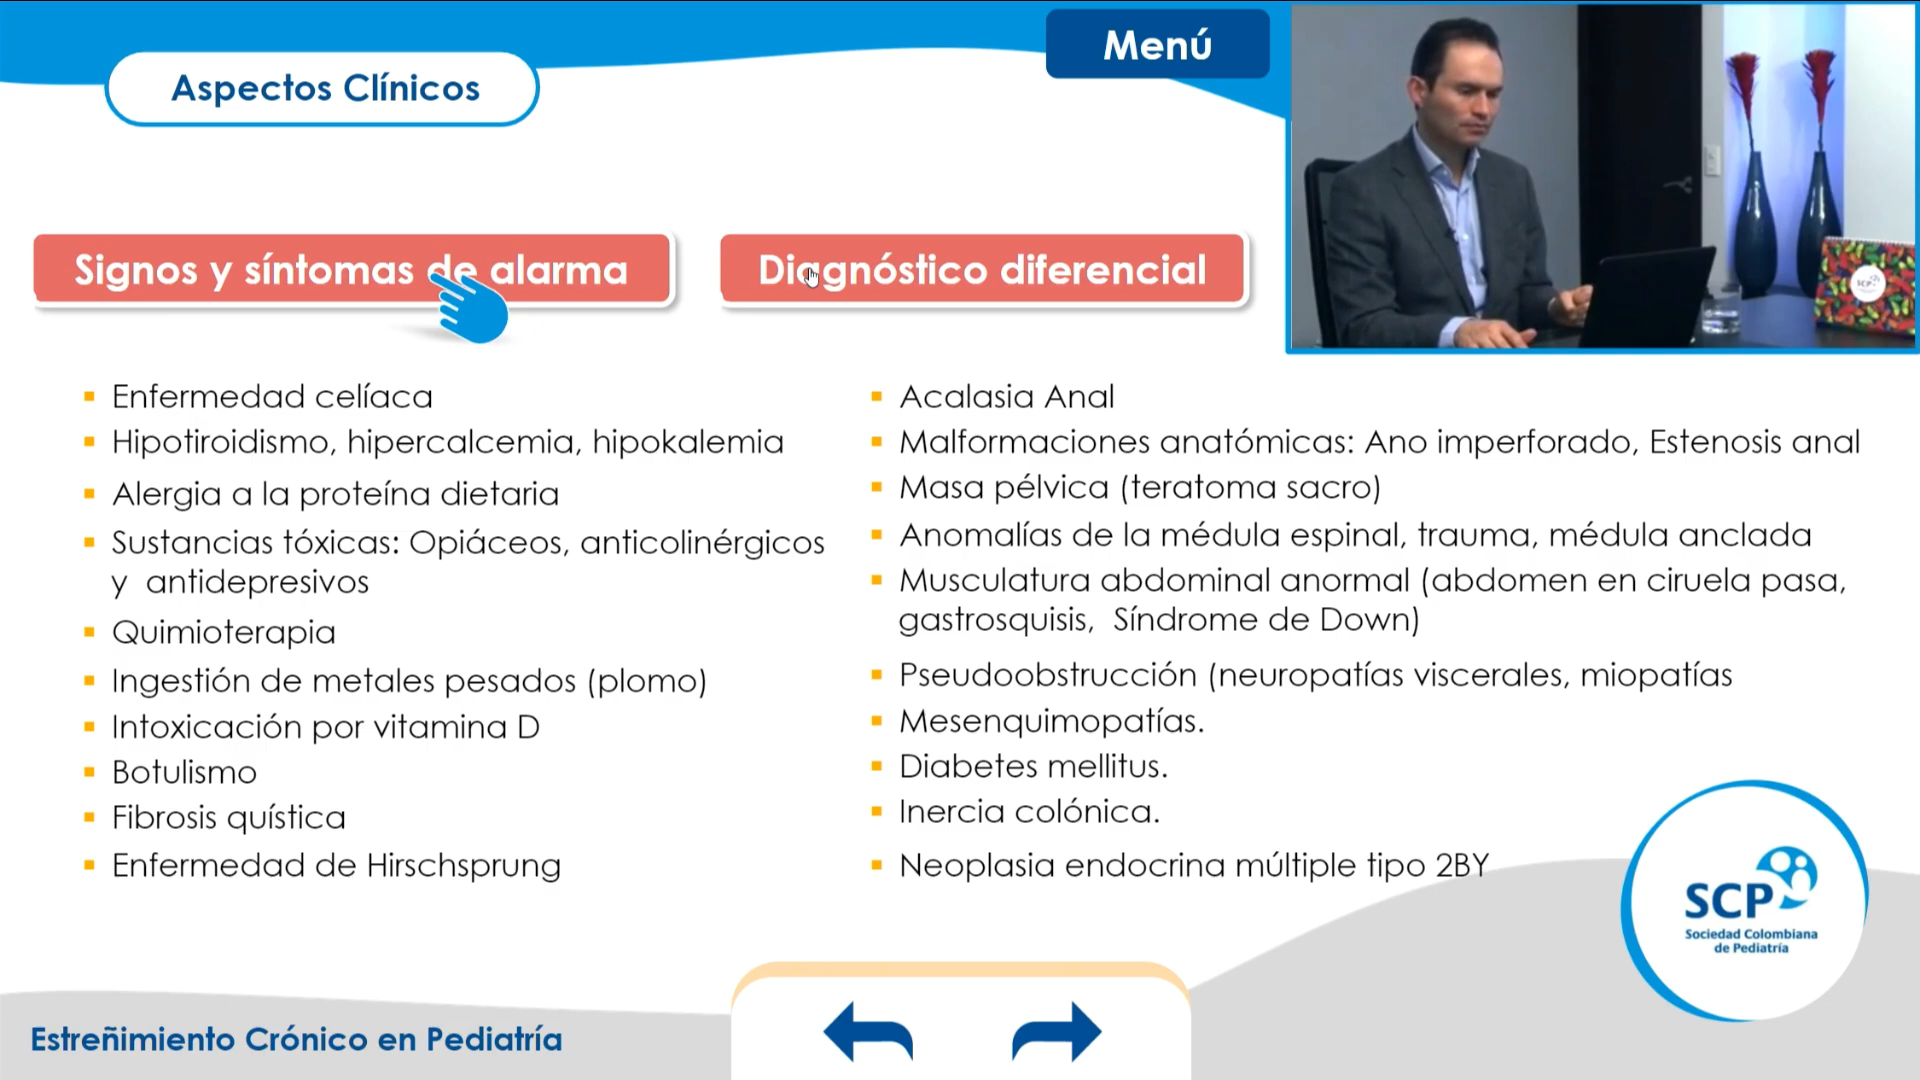 Menú
Aspectos Clínicos
Signos y síntomas de alarma
Diagnóstico diferencial
Enfermedad celíaca
Hipotiroidismo, hipercalcemia, hipokalemia
Alergia a la proteína dietaria
Sustancias tóxicas: Opiáceos, anticolinérgicos
y antidepresivos
Quimioterapia
Ingestión de metales pesados (plomo)
Intoxicación por vitamina D
Botulismo
Fibrosis quística
Enfermedad de Hirschsprung
Acalasia Anal
Malformaciones anatómicas: Ano imperforado, Estenosis anal
Masa pélvica (teratoma sacro)
Anomalías de la médula espinal, trauma, médula anclada
Musculatura abdominal anormal (abdomen en ciruela pasa,
gastrosquisis, Síndrome de Down)
Pseudoobstrucción (neuropatías viscerales, miopatías
Mesenquimopatías.
Diabetes mellitus.
Inercia colónica.
Neoplasia endocrina múltiple tipo 2BY
SCP
SCP
Sociedad Colombiana
de Pediatría
Estreñimiento Crónico en Pediatría